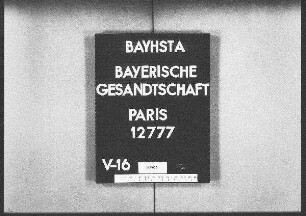 BAYHSTA
BAYERISCHE
GESANDTSCHAFT
PARIS
12777
V-16